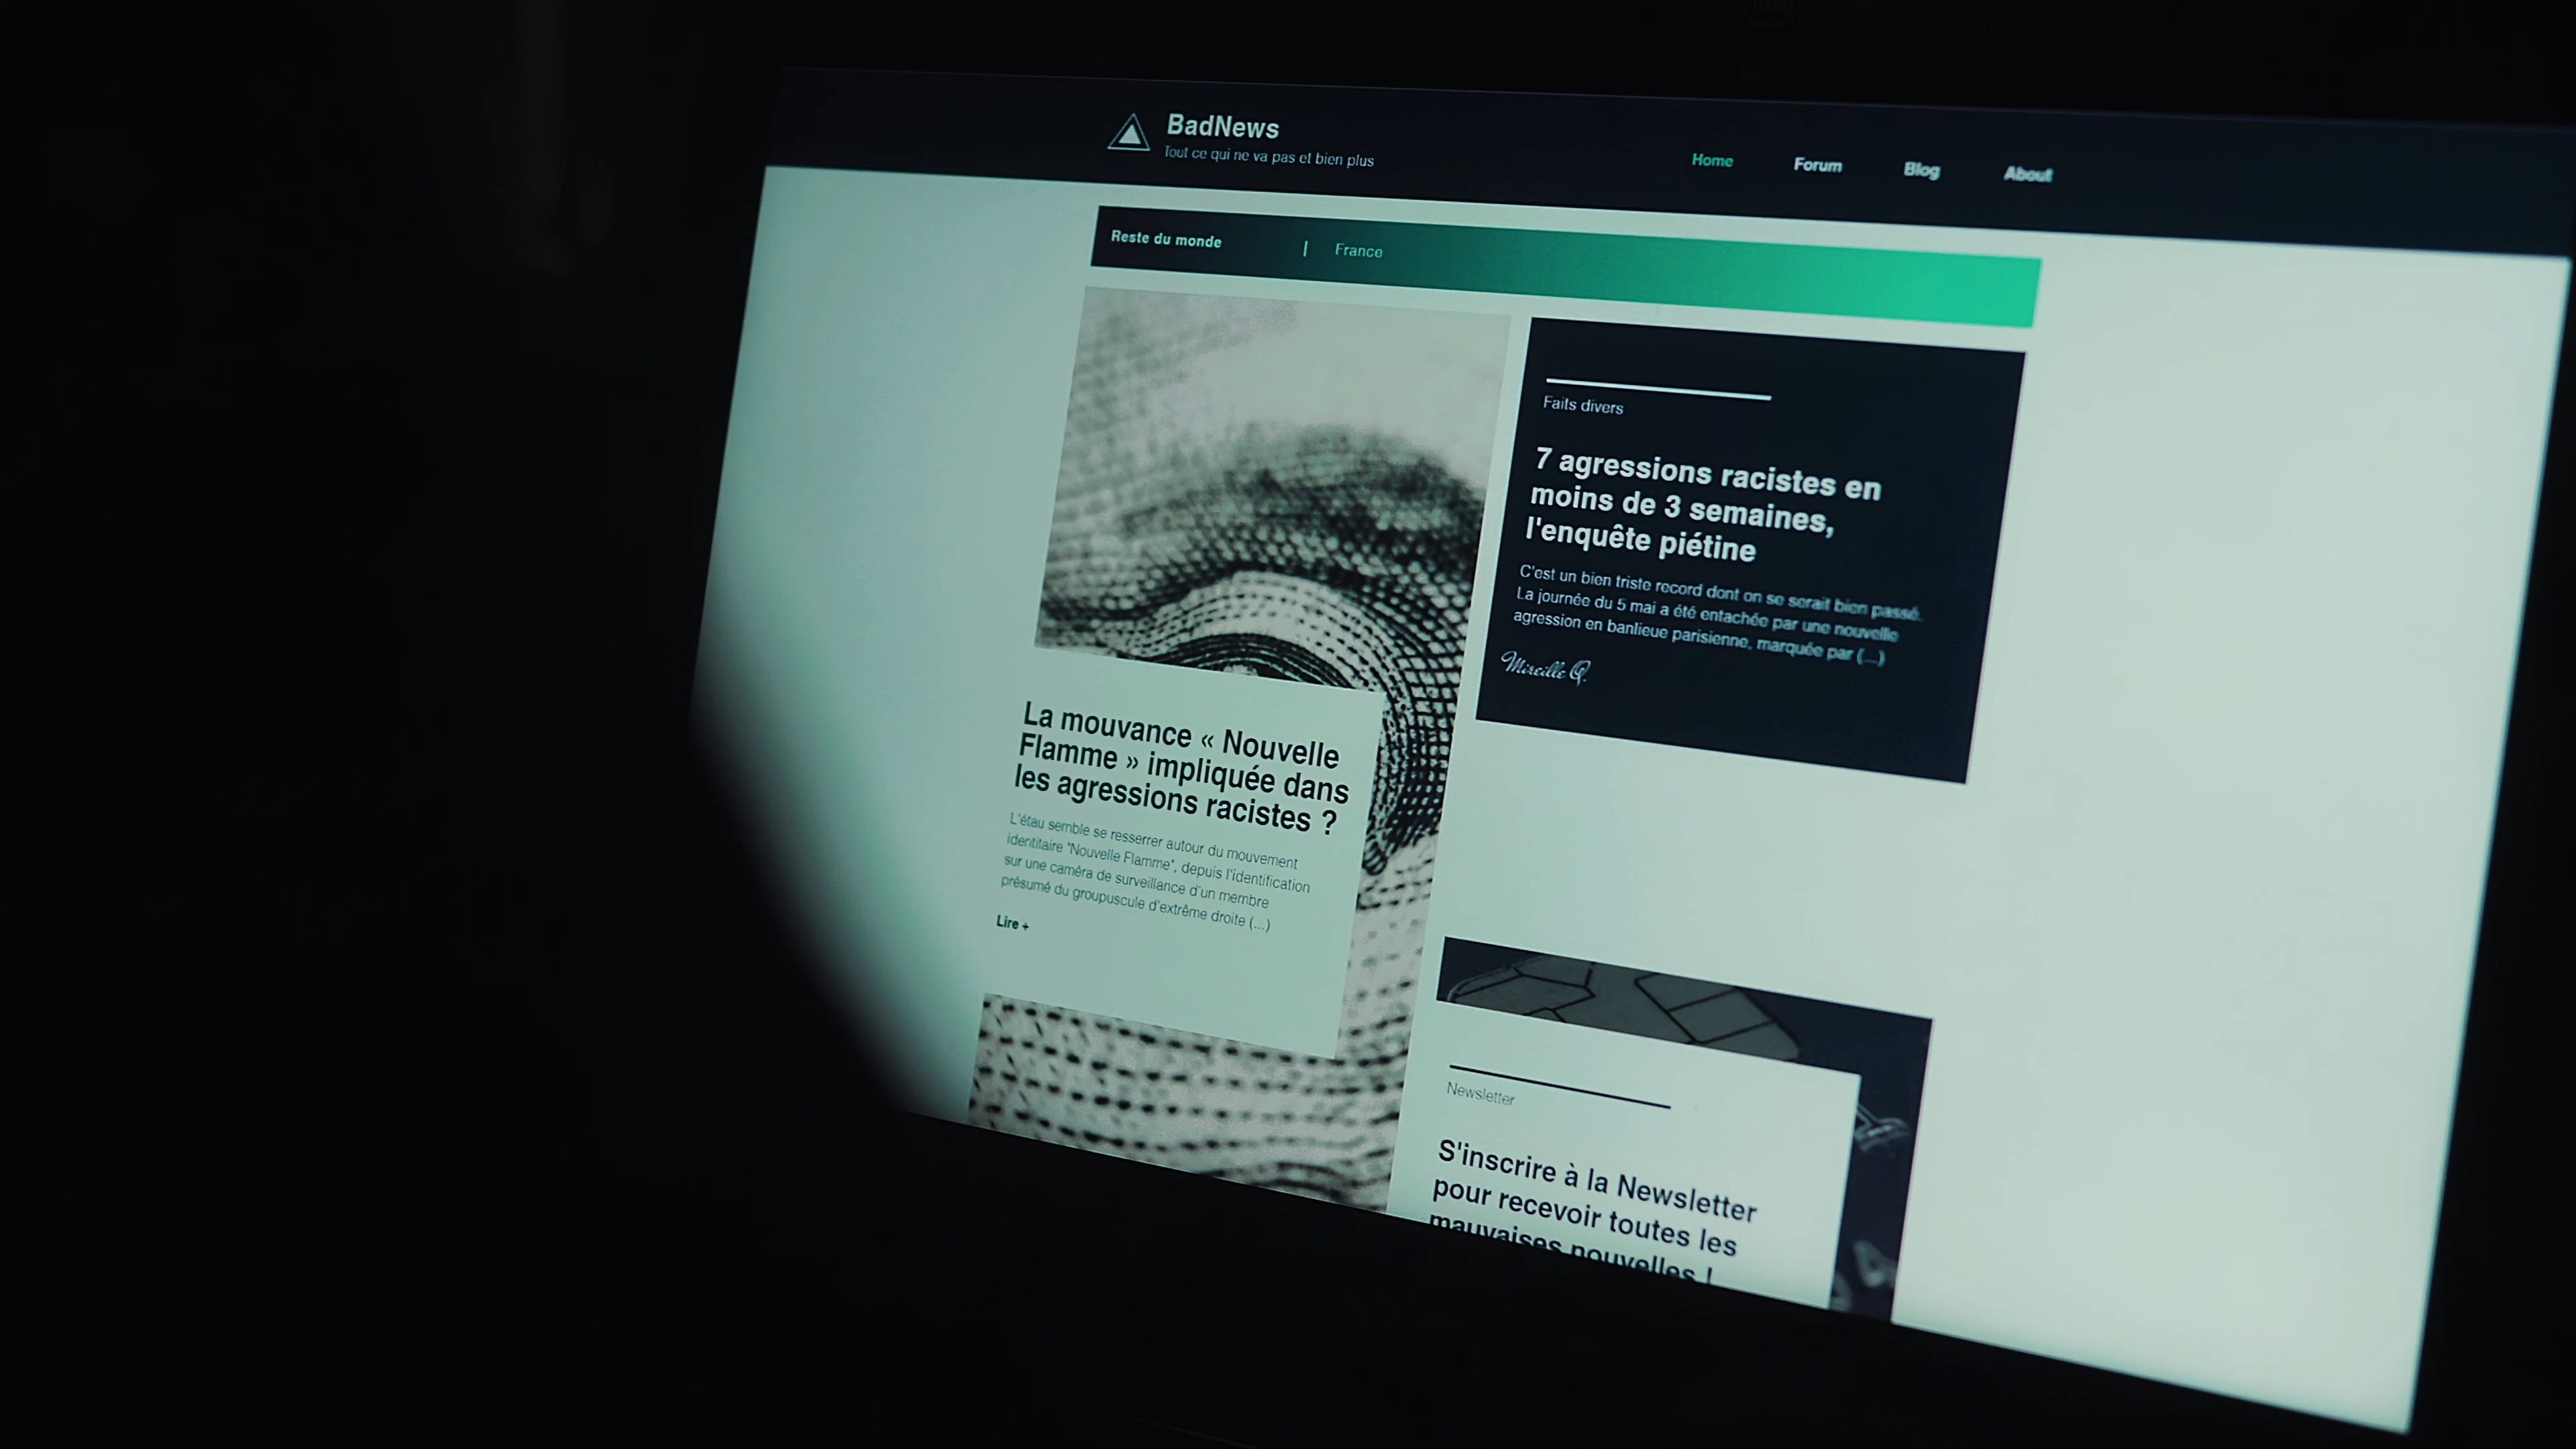 BadNews
Tout ce qui ne va pas et bien plus
Home
Forum
Blog
About
Reste du monde
|
France
Faits divers
7 agressions racistes en
moins de 3 semaines,
l'enquête piétine
C'est un bien triste record dont on se serait bien passé.
La journée du 5 mai a été entachée par une nouvelle
agression en banlieue parisienne, marquée par (...)
Mireille Q.
La mouvance « Nouvelle
Flamme » impliquée dans
les agressions racistes ?
L'étau semble se resserrer autour du mouvement
identitaire "Nouvelle Flamme", depuis l'identification
sur une caméra de surveillance d'un membre
présumé du groupuscule d'extrême droite (...)
Lire +
Newsletter
S'inscrire à la Newsletter
pour recevoir toutes les
mauvaises nouvelles !